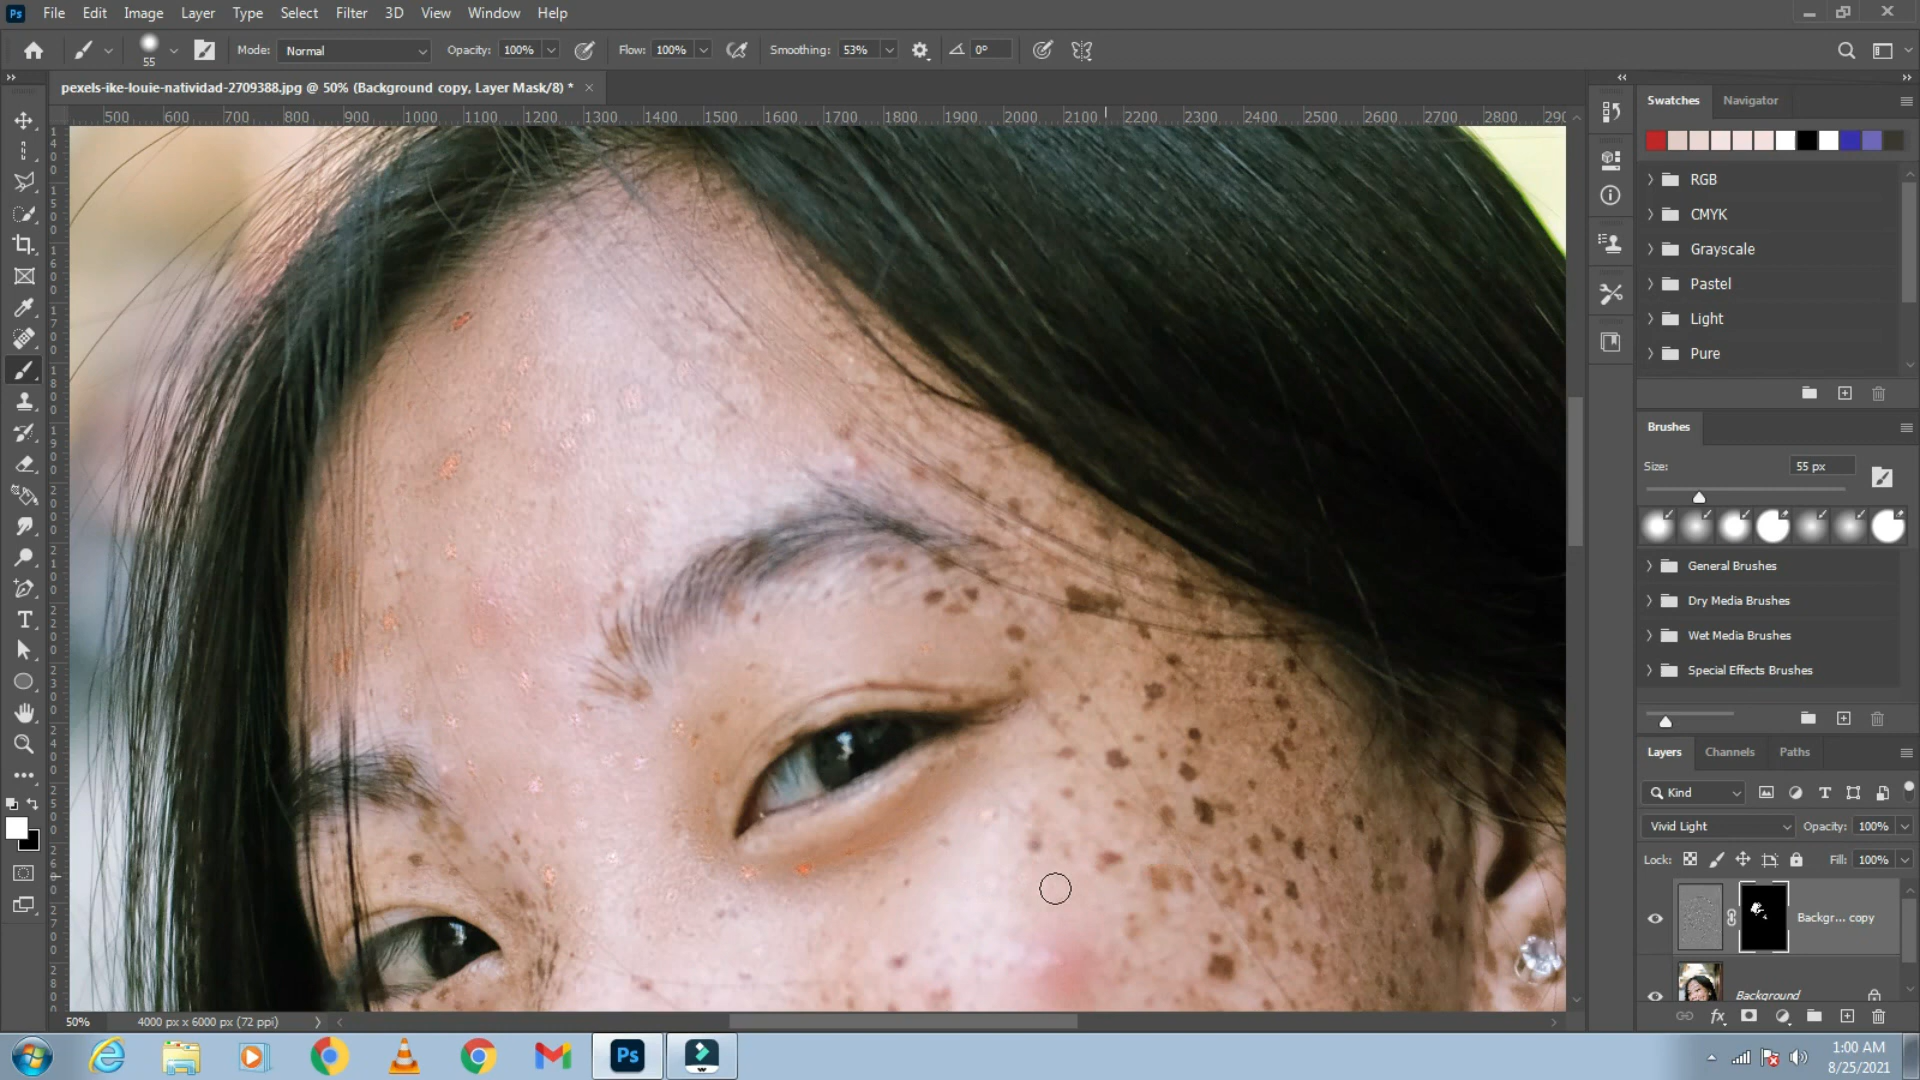 Ps File Edit Image Layer Type Select Filter 3D View Window Help
55 Mode: Normal Opacity: 100% Flow: 100% Smoothing: 53% 0°
pexels-ike-louie-natividad-2709388.jpg @ 50% (Background copy, Layer Mask/8) * ×
500 600 700 800 900 1000 1100 1200 1300 1400 1500 1600 1700 1800 1900 2000 2100 2200 2300 2400 2500 2600 2700 2800
Swatches Navigator
RGB
CMYK
Grayscale
Pastel
Light
Pure
Brushes
Size: 55 px
General Brushes
Dry Media Brushes
Wet Media Brushes
Special Effects Brushes
Layers Channels Paths
Kind
Vivid Light Opacity: 100%
Lock: Fill: 100%
Backgr... copy
Background
50% 4000 px x 6000 px (72 ppi)
Ps
1:00 AM
8/25/2021